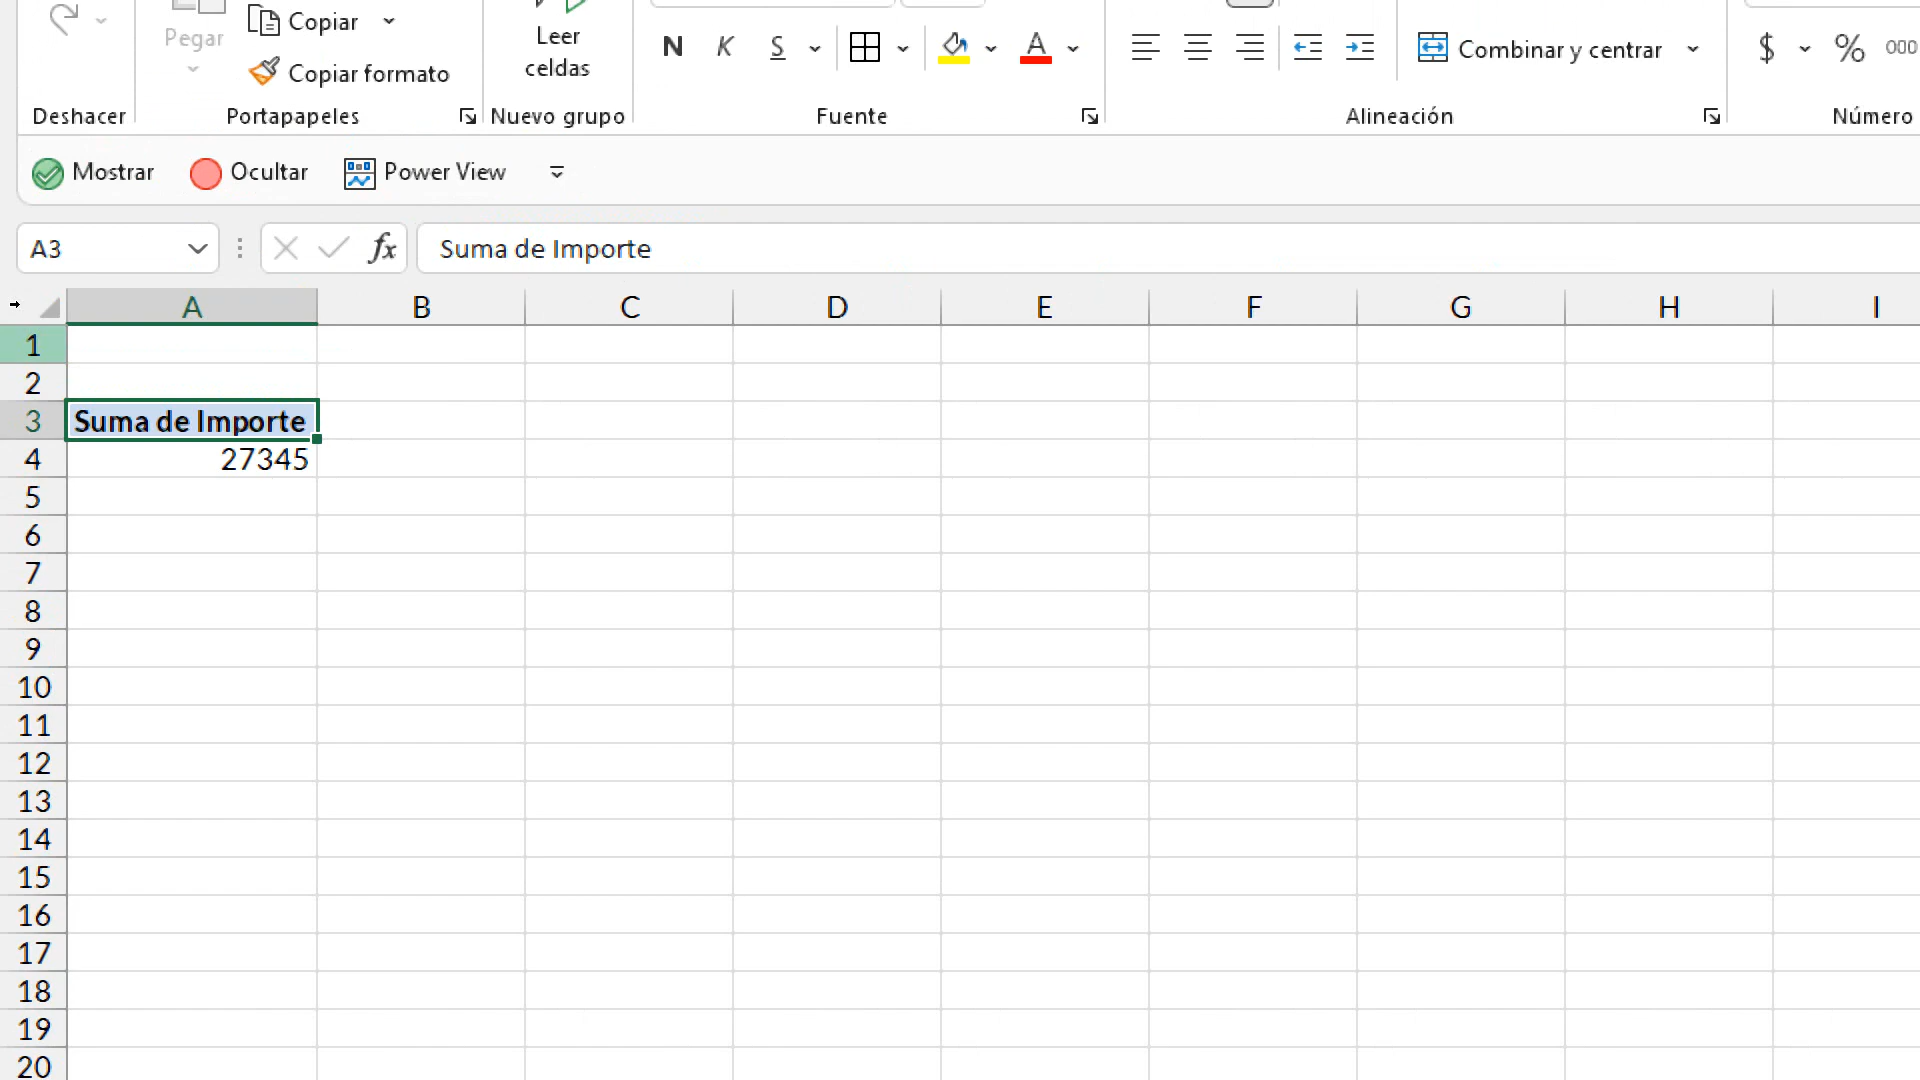 Pegar
Copiar
Copiar formato
Leer
celdas
N K S A
Combinar y centrar
$ % 000
Deshacer Portapapeles Nuevo grupo Fuente Alineación Número
Mostrar Ocultar Power View
A3 fx Suma de Importe
A B C D E F G H I
1
2
3 Suma de Importe
4 27345
5
6
7
8
9
10
11
12
13
14
15
16
17
18
19
20